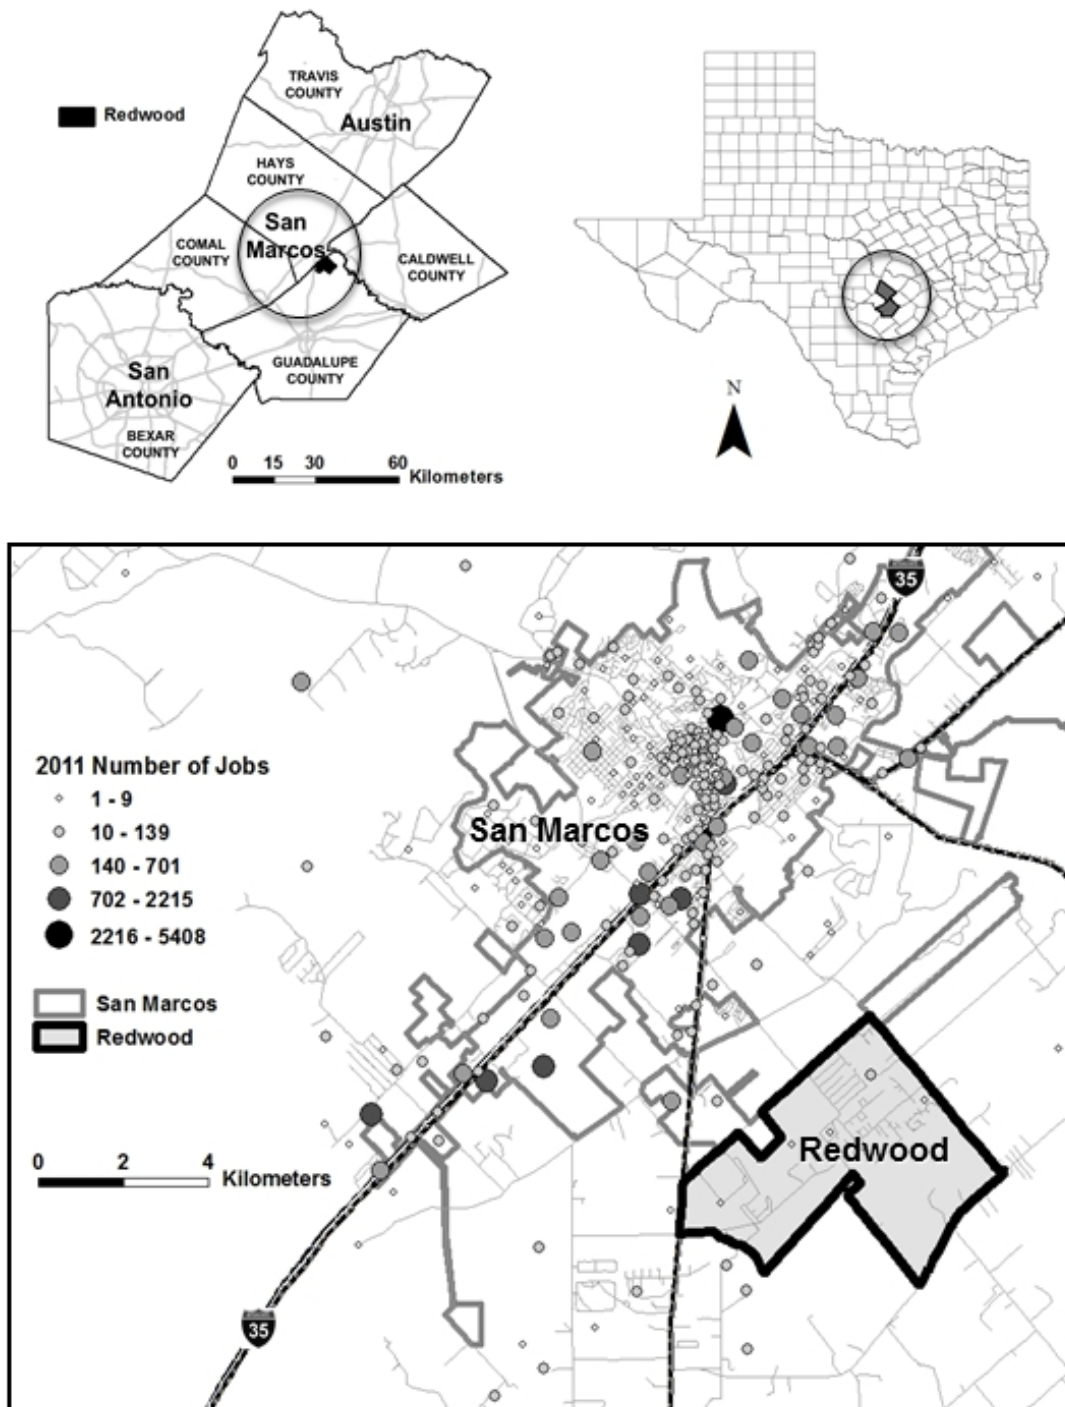 TRAVIS
COUNTY
Redwood
Austin
HAYS
COUNTY
San
Marcos
COMAL
COUNTY
CALDWELL
COUNTY
GUADALUPE
COUNTY
San
Antonio
BEXAR
COUNTY
0 15 30 60
Kilometers
N
35
2011 Number of Jobs
1 - 9
10 - 139
140 - 701
702 - 2215
2216 - 5408
San Marcos
San Marcos
Redwood
Redwood
0 2 4
Kilometers
35